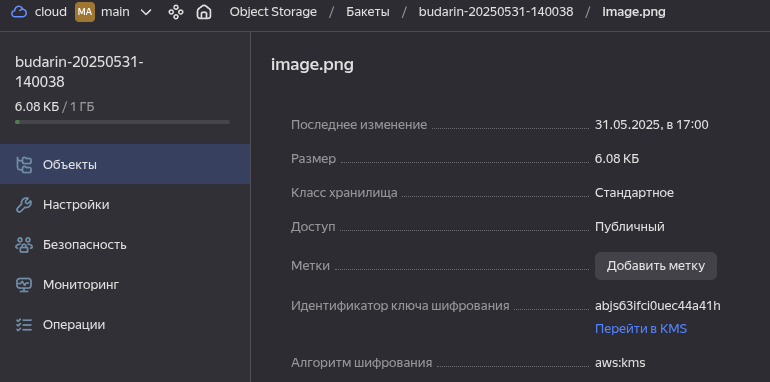 cloud MA main Object Storage / Бакеты / budarin-20250531-140038 / image.png
budarin-20250531-
140038
6.08 КБ / 1 ГБ
Объекты
Настройки
Безопасность
Мониторинг
Операции
image.png
Последнее изменение 31.05.2025, в 17:00
Размер 6.08 КБ
Класс хранилища Стандартное
Доступ Публичный
Метки Добавить метку
Идентификатор ключа шифрования abjs63ifci0uec44a41h
Перейти в KMS
Алгоритм шифрования aws:kms